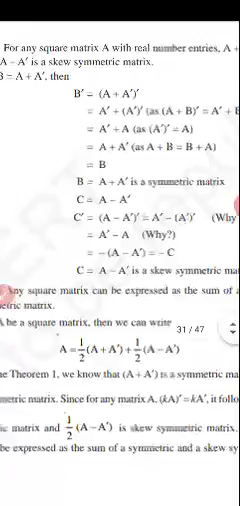 For any square matrix A with real number entries, A +
A – A′ is a skew symmetric matrix.
B = A + A′, then
B′ = (A + A′)′
= A′ + (A′)′ (as (A + B)′ = A′ + B
= A′ + A (as (A′)′ = A)
= A + A′ (as A + B = B + A)
= B
B = A + A′ is a symmetric matrix
C = A – A′
C′ = (A – A′)′ = A′ – (A′)′ (Why
= A′ – A (Why?)
= – (A – A′) = – C
C = A – A′ is a skew symmetric ma
Any square matrix can be expressed as the sum of a
etric matrix.
A be a square matrix, then we can write
31 / 47
A = 1/2 (A + A′) + 1/2 (A – A′)
he Theorem 1, we know that (A + A′) is a symmetric ma
metric matrix. Since for any matrix A, (kA)′ = kA′, it follo
ic matrix and 1/2 (A – A′) is skew symmetric matrix.
be expressed as the sum of a symmetric and a skew sy